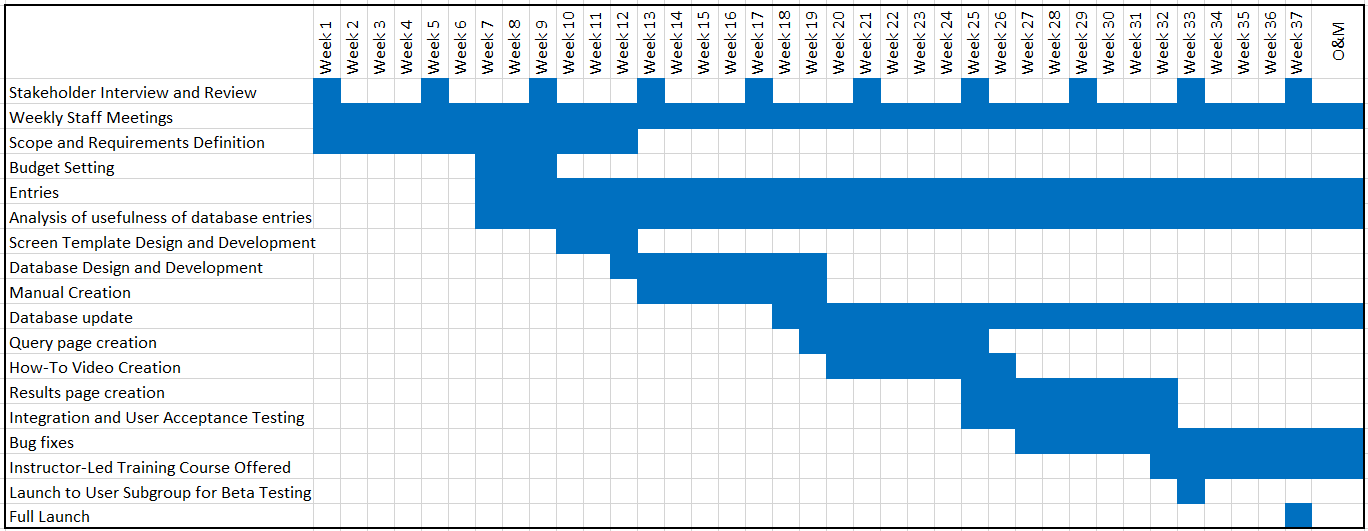 Week 1
Week 2
Week 3
Week 4
Week 5
Week 6
Week 7
Week 8
Week 9
Week 10
Week 11
Week 12
Week 13
Week 14
Week 15
Week 16
Week 17
Week 18
Week 19
Week 20
Week 21
Week 22
Week 23
Week 24
Week 25
Week 26
Week 27
Week 28
Week 29
Week 30
Week 31
Week 32
Week 33
Week 34
Week 35
Week 36
Week 37
O&M
Stakeholder Interview and Review
Weekly Staff Meetings
Scope and Requirements Definition
Budget Setting
Entries
Analysis of usefulness of database entries
Screen Template Design and Development
Database Design and Development
Manual Creation
Database update
Query page creation
How-To Video Creation
Results page creation
Integration and User Acceptance Testing
Bug fixes
Instructor-Led Training Course Offered
Launch to User Subgroup for Beta Testing
Full Launch